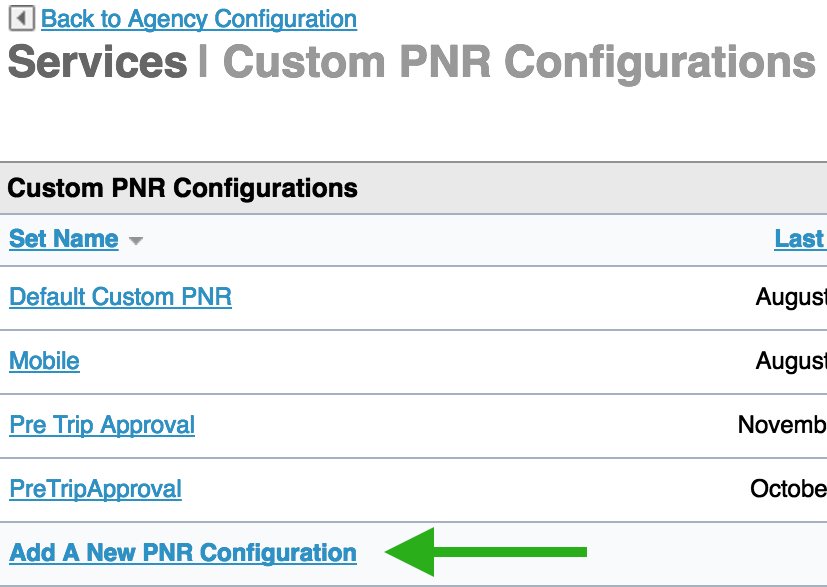 Back to Agency Configuration
Services | Custom PNR Configurations
Custom PNR Configurations
Set Name Last
Default Custom PNR August
Mobile August
Pre Trip Approval Novemb
PreTripApproval Octobe
Add A New PNR Configuration